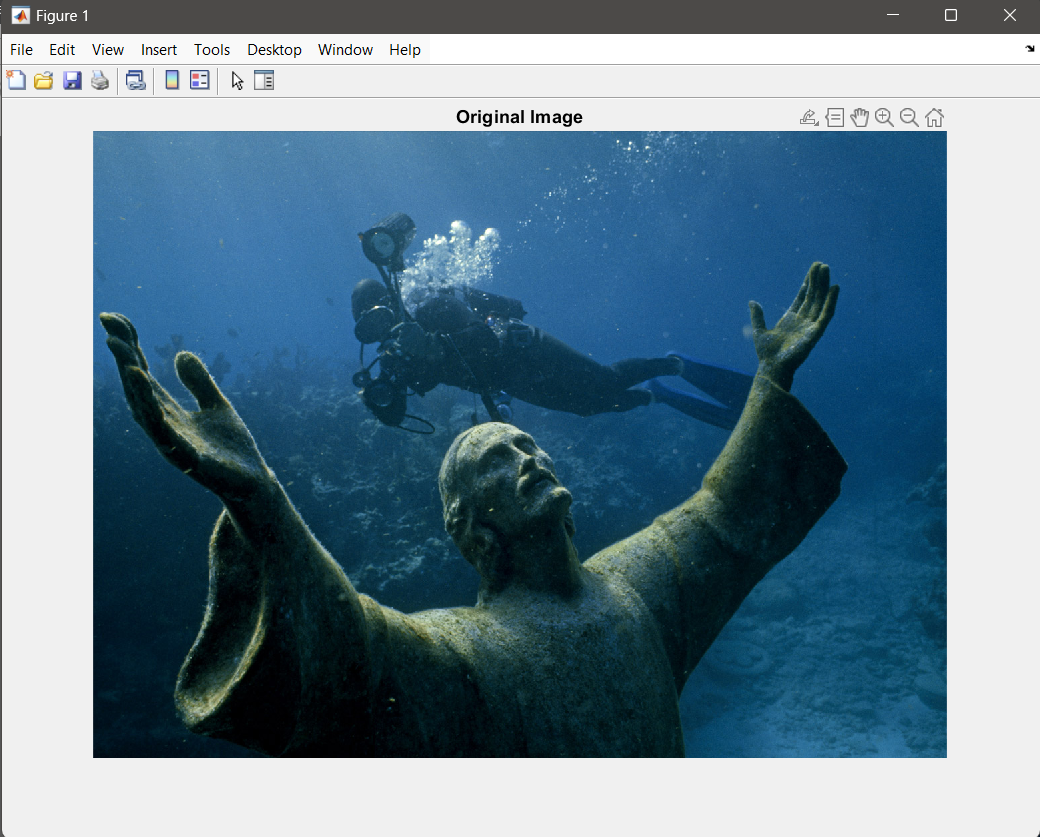 Figure 1
File Edit View Insert Tools Desktop Window Help
Original Image